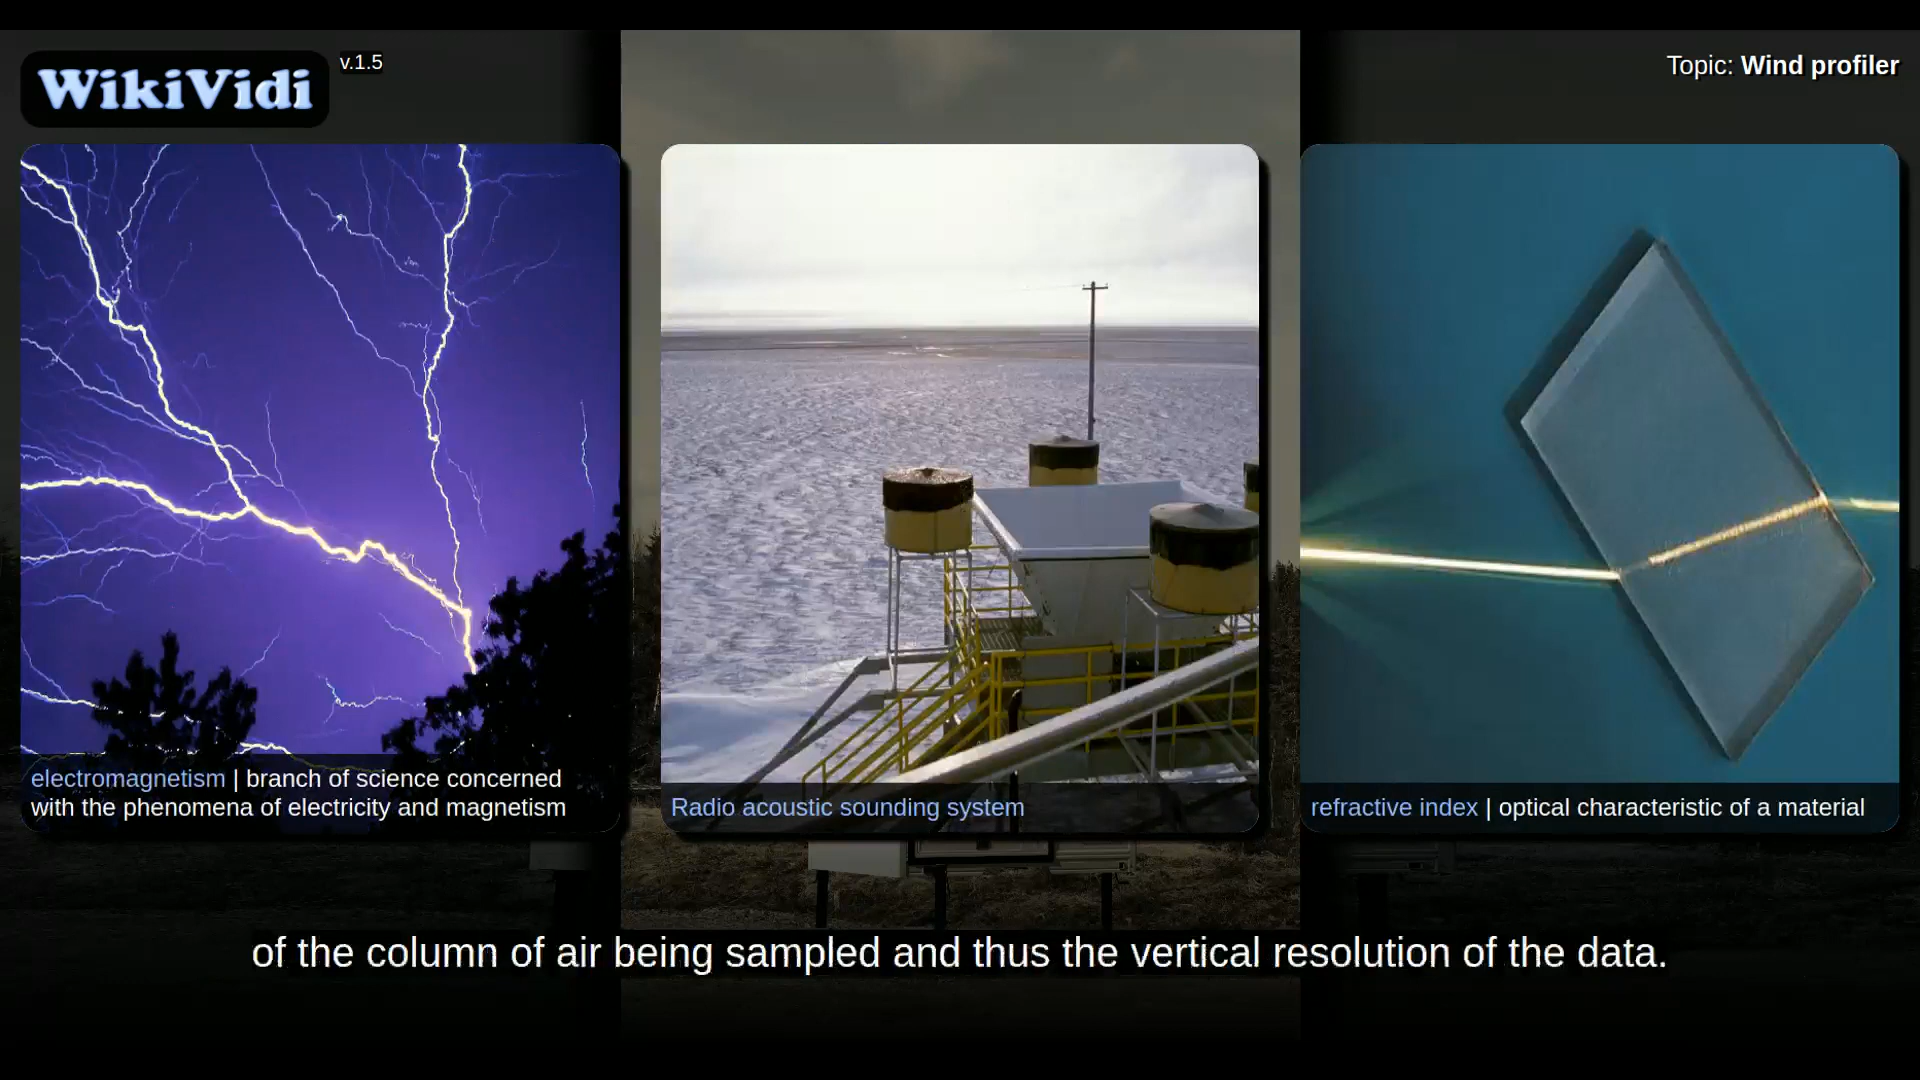 WikiVidi
v.1.5
Topic: Wind profiler
electromagnetism | branch of science concerned
with the phenomena of electricity and magnetism
Radio acoustic sounding system
refractive index | optical characteristic of a material
of the column of air being sampled and thus the vertical resolution of the data.